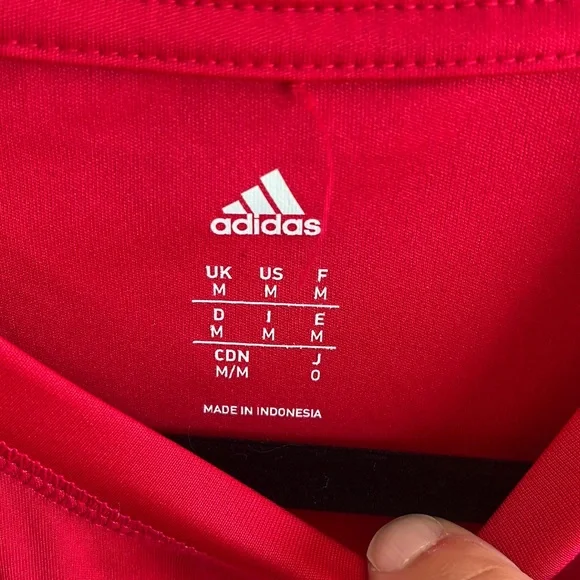 adidas
UK US F
M M M
D I E
M M M
CDN J
M/M O
MADE IN INDONESIA